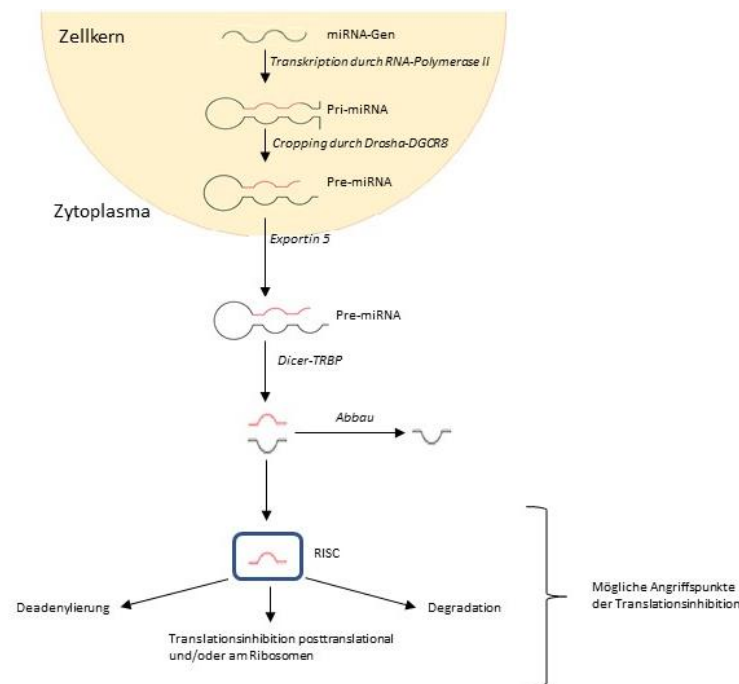 Zellkern
miRNA-Gen
Transkription durch RNA-Polymerase II
Pri-miRNA
Cropping durch Drosha-DGCR8
Pre-miRNA
Zytoplasma
Exportin 5
Pre-miRNA
Dicer-TRBP
Abbau
RISC
Mögliche Angriffspunkte
der Translationsinhibition
Deadenylierung
Degradation
Translationsinhibition posttranslational
und/oder am Ribosomen